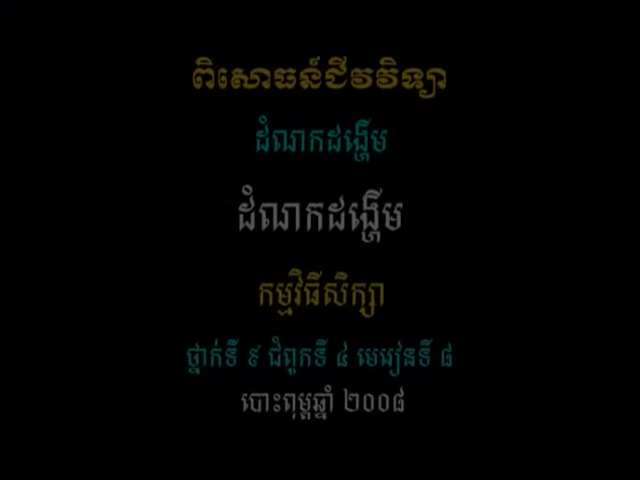 ពិសោធន៍ជីវវិទ្យា
ដំណកដង្ហើម
ដំណកដង្ហើម
កម្មវិធីសិក្សា
ថ្នាក់ទី ៩ ជំពូកទី ៤ មេរៀនទី ៨
បោះពុម្ពឆ្នាំ ២០០៨